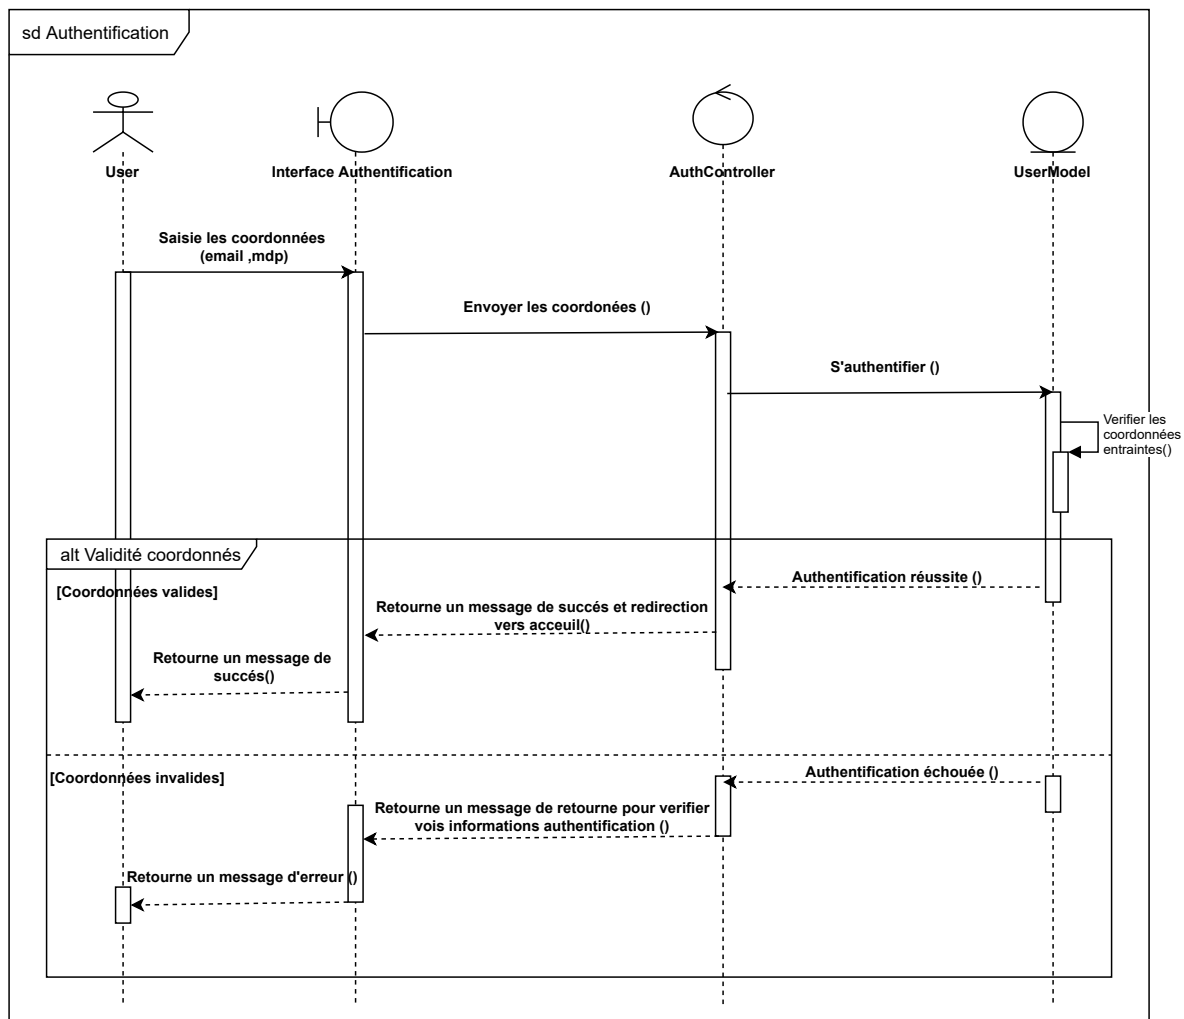 sd Authentification
User
Interface Authentification
AuthController
UserModel
Saisie les coordonnées
(email ,mdp)
Envoyer les coordonées ()
S'authentifier ()
Verifier les
coordonnées
entraintes()
alt Validité coordonnés
[Coordonnées valides]
Authentification réussite ()
Retourne un message de succés et redirection
vers acceuil()
Retourne un message de
succés()
[Coordonnées invalides]
Authentification échouée ()
Retourne un message de retourne pour verifier
vois informations authentification ()
Retourne un message d'erreur ()